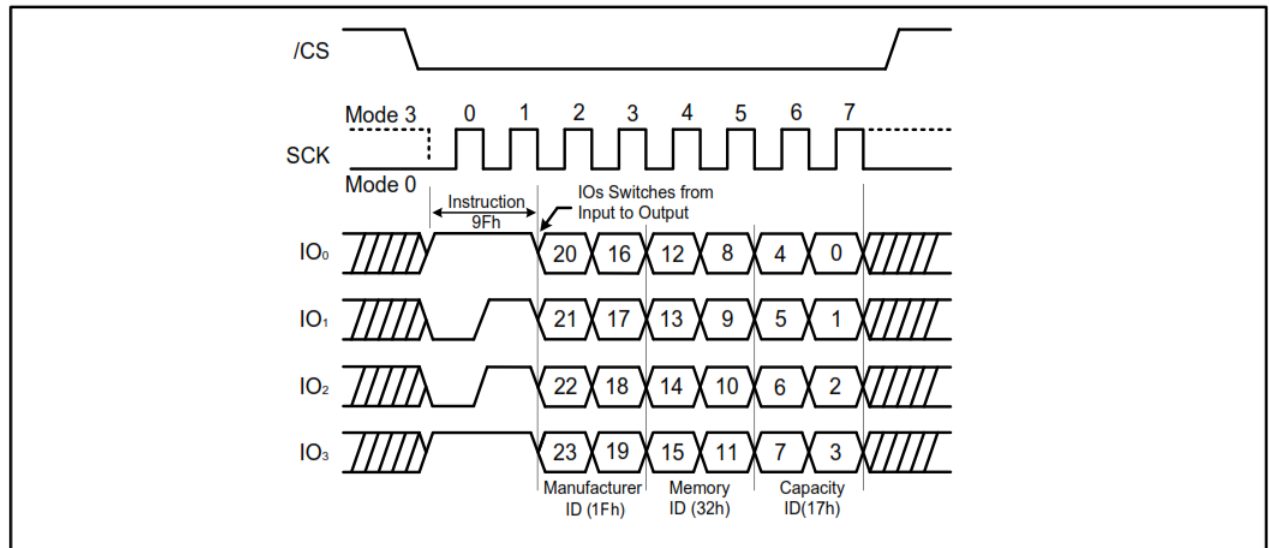 /CS
Mode 3 0 1 2 3 4 5 6 7
SCK
Mode 0
Instruction
9Fh
IOs Switches from
Input to Output
IO₀ 20 16 12 8 4 0
IO₁ 21 17 13 9 5 1
IO₂ 22 18 14 10 6 2
IO₃ 23 19 15 11 7 3
Manufacturer
ID (1Fh)
Memory
ID (32h)
Capacity
ID(17h)